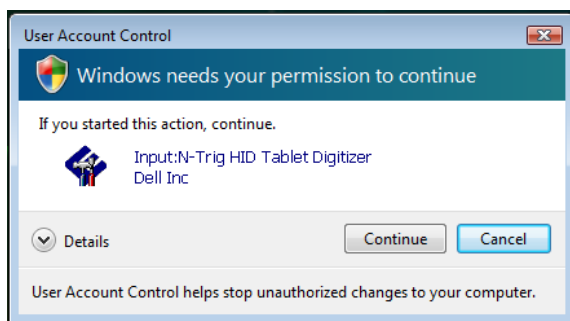 User Account Control
Windows needs your permission to continue
If you started this action, continue.
Input:N-Trig HID Tablet Digitizer
Dell Inc
Details
Continue
Cancel
User Account Control helps stop unauthorized changes to your computer.